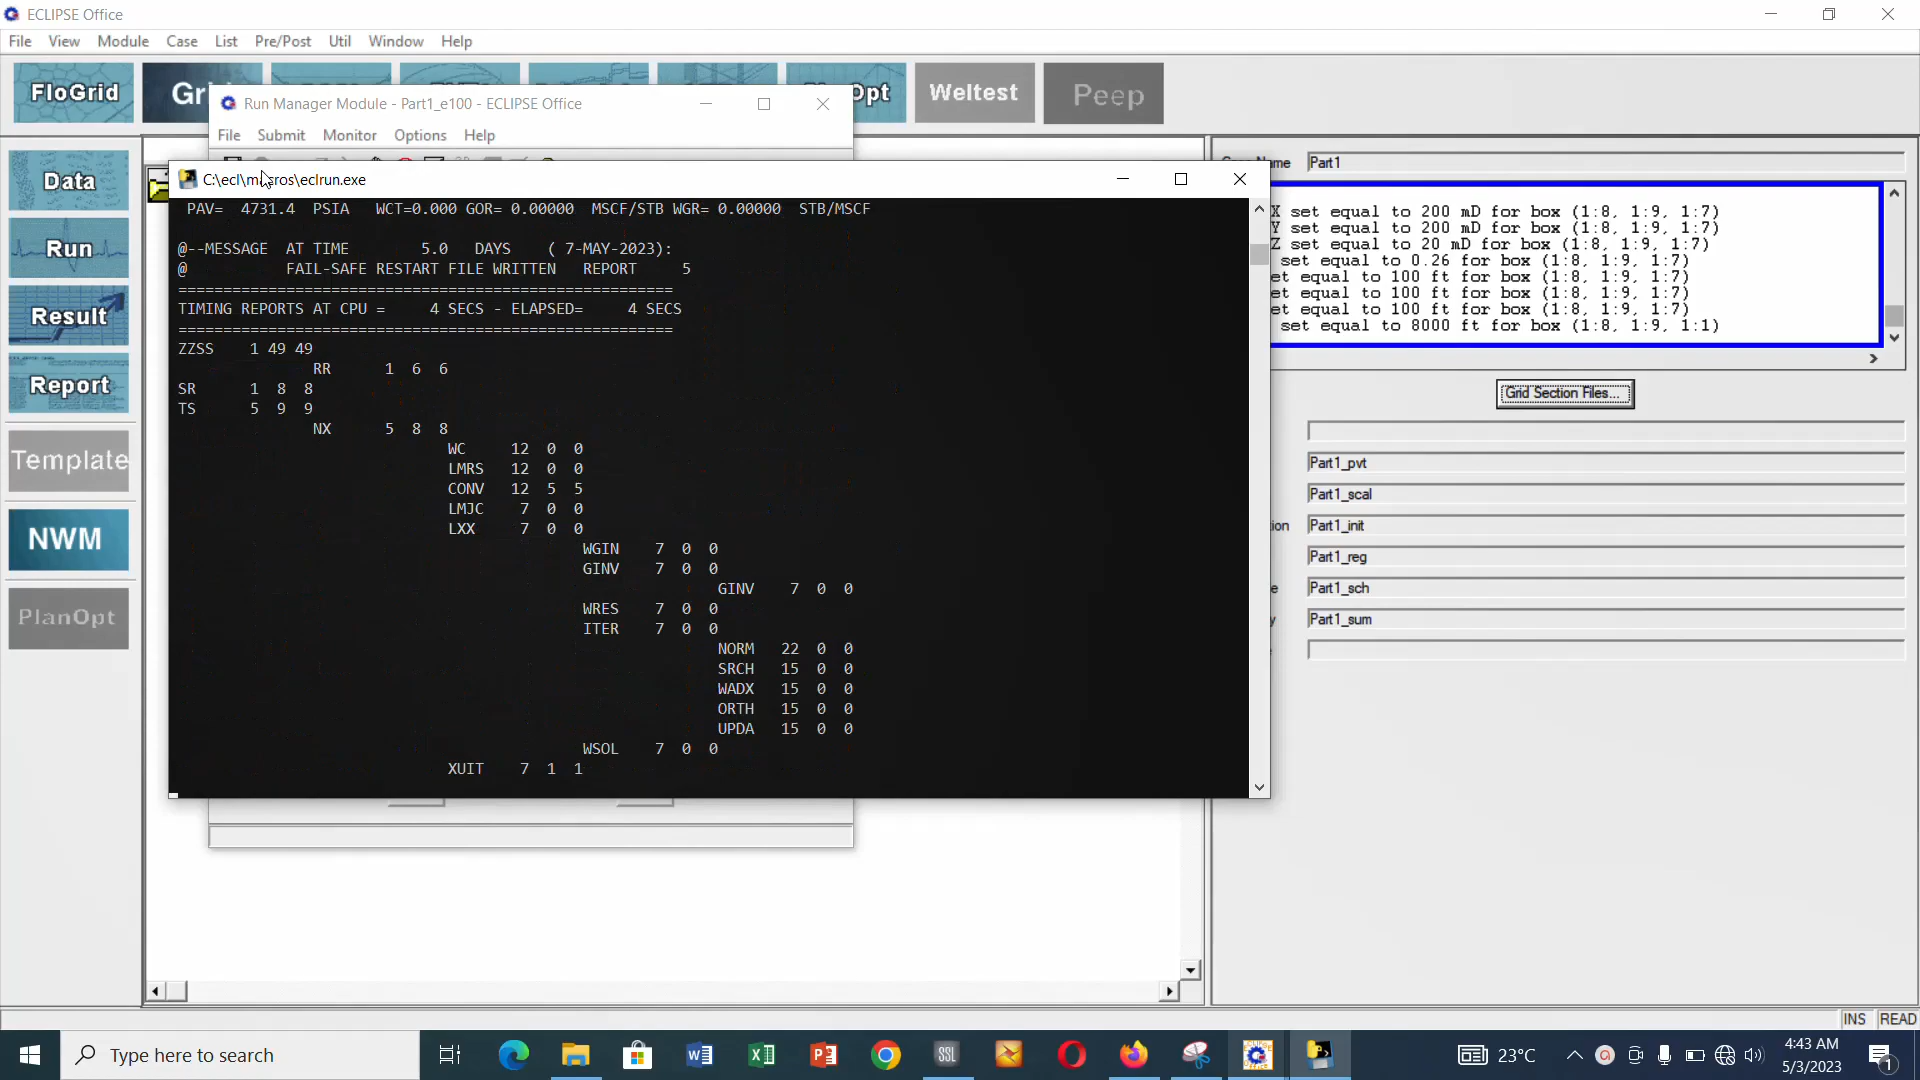 ECLIPSE Office
File View Module Case List Pre/Post Util Window Help
FloGrid
Gri
Opt
Weltest
Peep
Run Manager Module - Part1_e100 - ECLIPSE Office
File Submit Monitor Options Help
Data
Run
Result
Report
Template
NWM
PlanOpt
C:\ecl\macros\eclrun.exe
PAV= 4731.4 PSIA WCT=0.000 GOR= 0.00000 MSCF/STB WGR= 0.00000 STB/MSCF
@--MESSAGE AT TIME 5.0 DAYS ( 7-MAY-2023):
@ FAIL-SAFE RESTART FILE WRITTEN REPORT 5
=======================================================
TIMING REPORTS AT CPU = 4 SECS - ELAPSED= 4 SECS
=======================================================
ZZSS 1 49 49
RR 1 6 6
SR 1 8 8
TS 5 9 9
NX 5 8 8
WC 12 0 0
LMRS 12 0 0
CONV 12 5 5
LMJC 7 0 0
LXX 7 0 0
WGIN 7 0 0
GINV 7 0 0
GINV 7 0 0
WRES 7 0 0
ITER 7 0 0
NORM 22 0 0
SRCH 15 0 0
WADX 15 0 0
ORTH 15 0 0
UPDA 15 0 0
WSOL 7 0 0
XUIT 7 1 1
me Part1
X set equal to 200 mD for box (1:8, 1:9, 1:7)
Y set equal to 200 mD for box (1:8, 1:9, 1:7)
Z set equal to 20 mD for box (1:8, 1:9, 1:7)
set equal to 0.26 for box (1:8, 1:9, 1:7)
et equal to 100 ft for box (1:8, 1:9, 1:7)
et equal to 100 ft for box (1:8, 1:9, 1:7)
et equal to 100 ft for box (1:8, 1:9, 1:7)
set equal to 8000 ft for box (1:8, 1:9, 1:1)
Grid Section Files...
Part1_pvt
Part1_scal
ion Part1_init
Part1_reg
e Part1_sch
y Part1_sum
INS READ
Type here to search
SSL
23°C
4:43 AM
5/3/2023
1